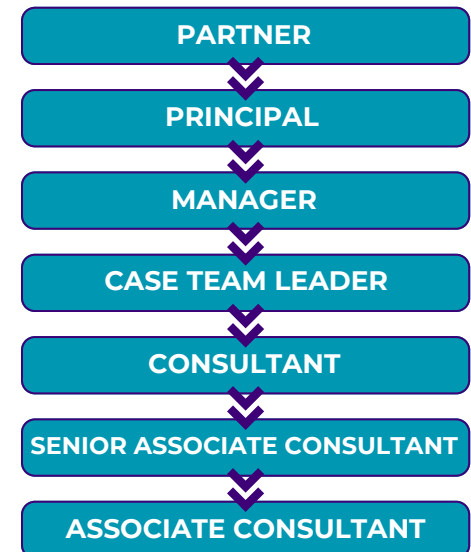 PARTNER
PRINCIPAL
MANAGER
CASE TEAM LEADER
CONSULTANT
SENIOR ASSOCIATE CONSULTANT
ASSOCIATE CONSULTANT